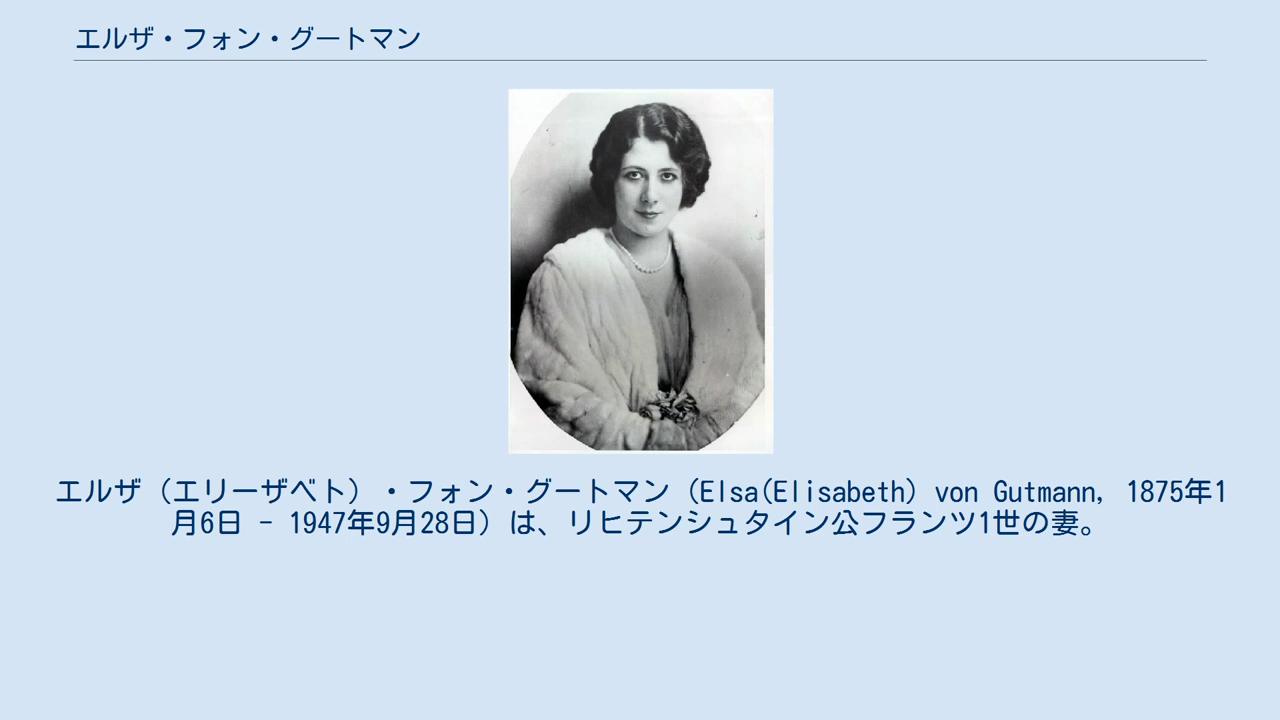 エルザ・フォン・グートマン
エルザ（エリーザベト）・フォン・グートマン（Elsa(Elisabeth) von Gutmann, 1875年1
月6日 - 1947年9月28日）は、リヒテンシュタイン公フランツ1世の妻。